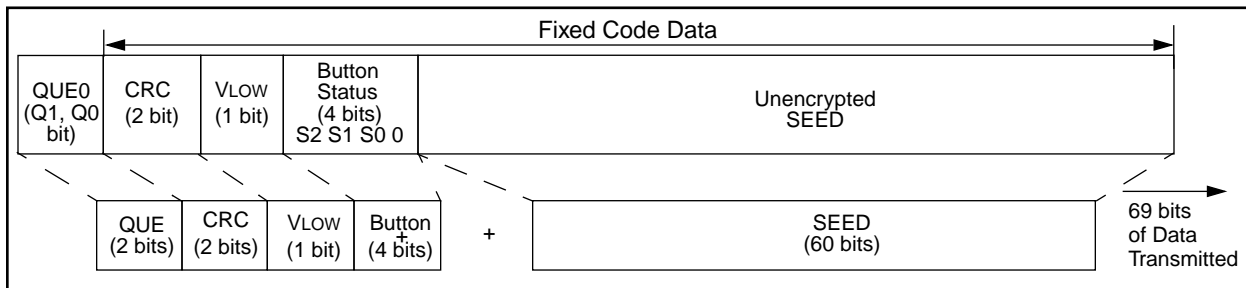 Fixed Code Data
QUE0
(Q1, Q0
bit)
CRC
(2 bit)
VLOW
(1 bit)
Button
Status
(4 bits)
S2 S1 S0 0
Unencrypted
SEED
QUE
(2 bits)
CRC
(2 bits)
VLOW
(1 bit)
Button
+
(4 bits)
+
SEED
(60 bits)
69 bits
of Data
Transmitted